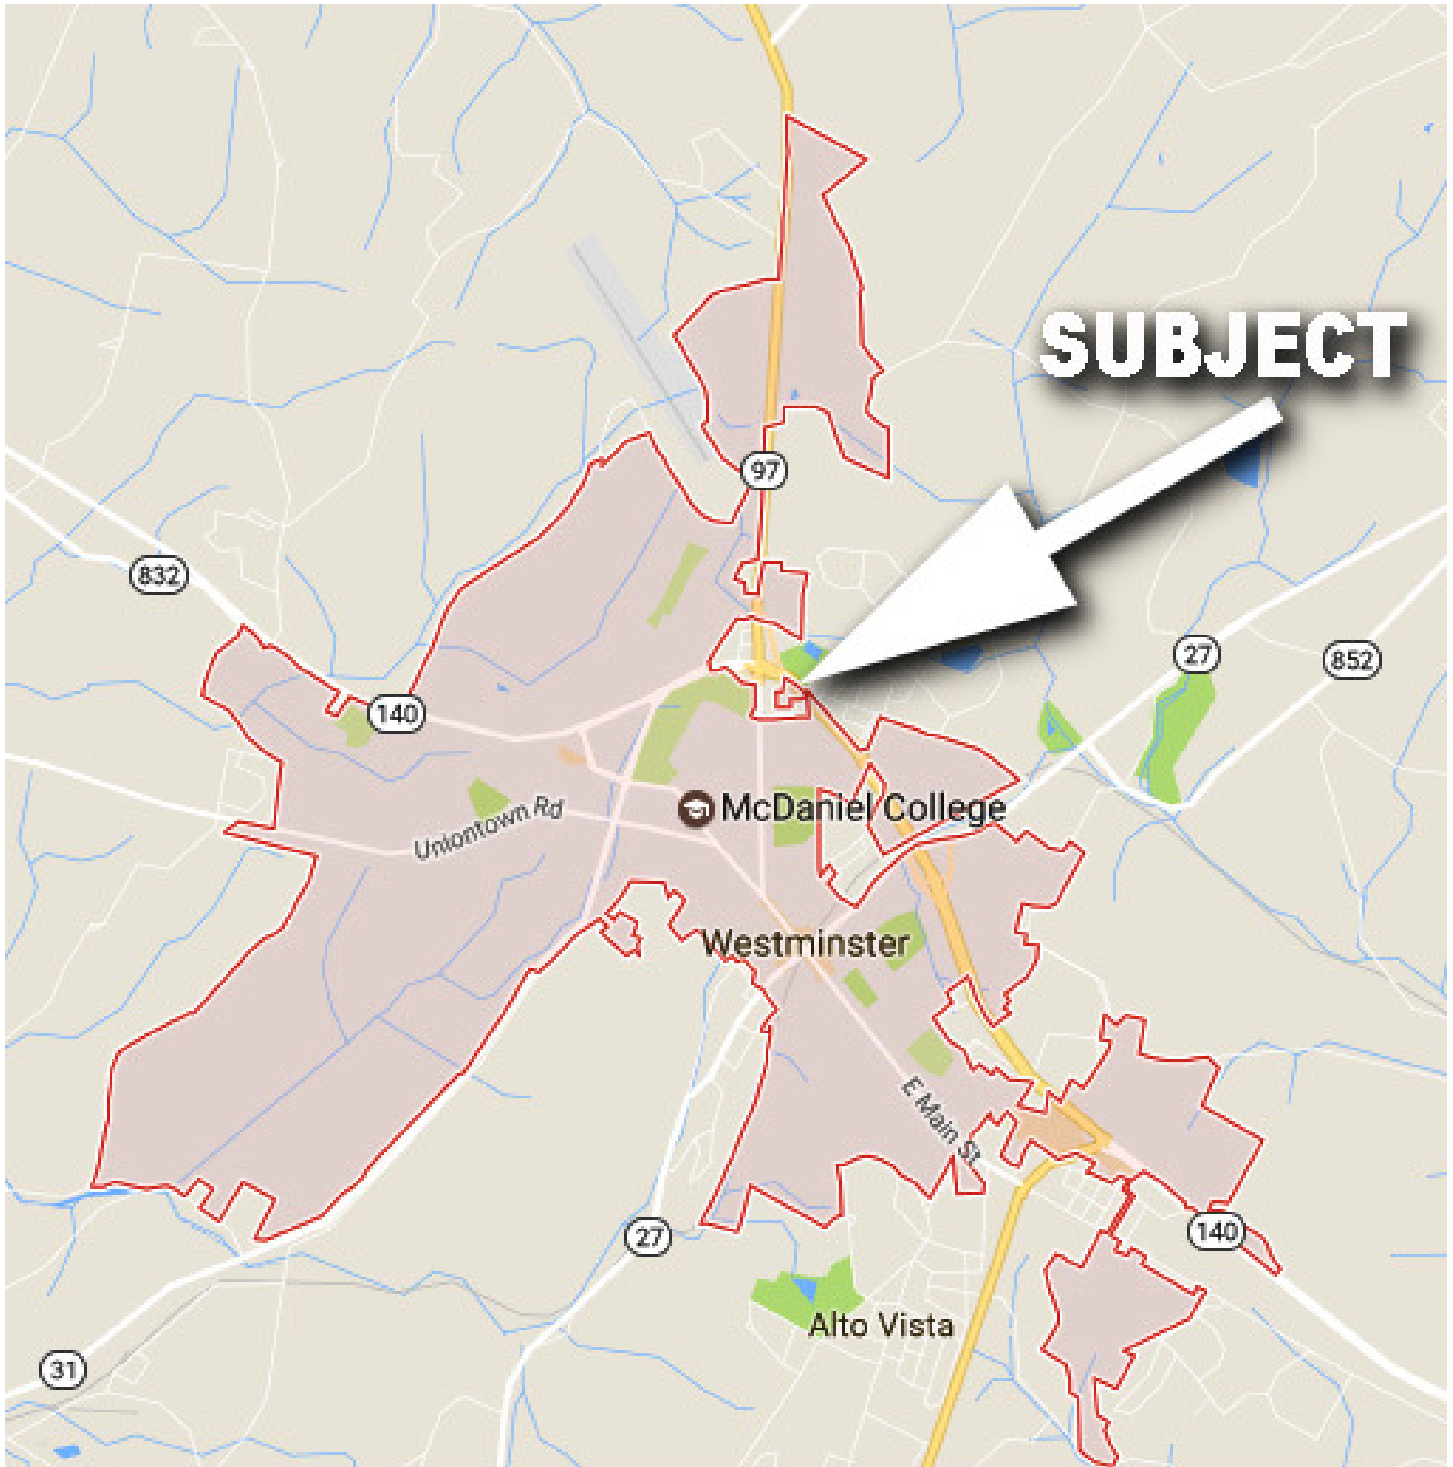 SUBJECT
97
832
27
852
140
McDaniel College
Uniontown Rd
Westminster
E Main St
140
27
Alto Vista
31